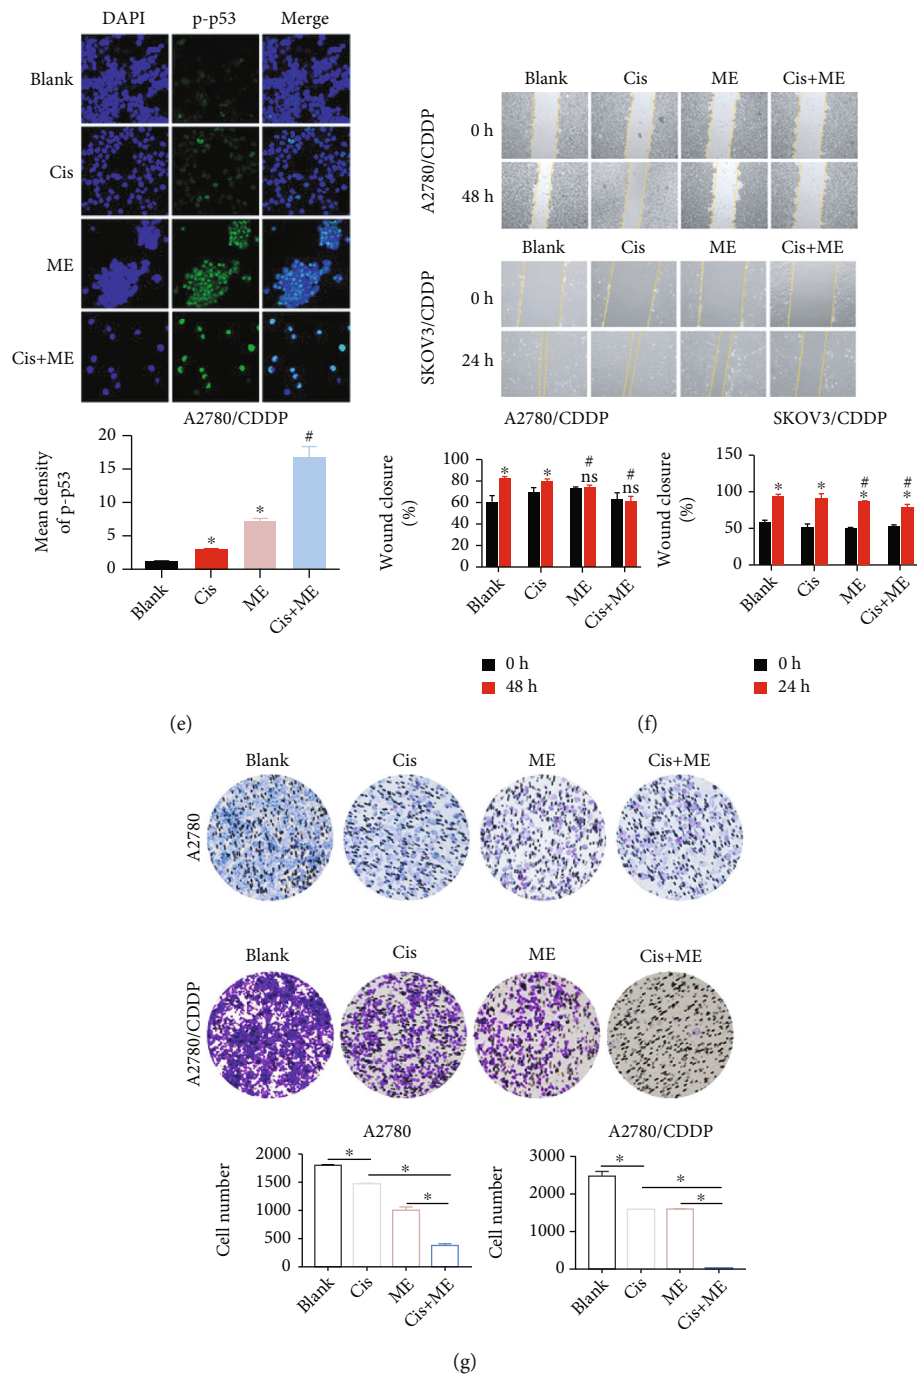 DAPI p-p53 Merge
Blank
Cis
ME
Cis+ME
A2780/CDDP
Mean density
of p-p53
20
15
10
5
0
* * #
Blank Cis ME Cis+ME
(e)
Blank Cis ME Cis+ME
A2780/CDDP
0 h
48 h
Blank Cis ME Cis+ME
SKOV3/CDDP
0 h
24 h
A2780/CDDP
Wound closure
(%)
100
80
60
40
20
0
* * # ns # ns
Blank Cis ME Cis+ME
0 h
48 h
SKOV3/CDDP
Wound closure
(%)
150
100
50
0
* * # * # *
Blank Cis ME Cis+ME
0 h
24 h
(f)
Blank Cis ME Cis+ME
A2780
Blank Cis ME Cis+ME
A2780/CDDP
A2780
Cell number
2000
1500
1000
500
0
* * *
Blank Cis ME Cis+ME
A2780/CDDP
Cell number
3000
2000
1000
0
* * *
Blank Cis ME Cis+ME
(g)